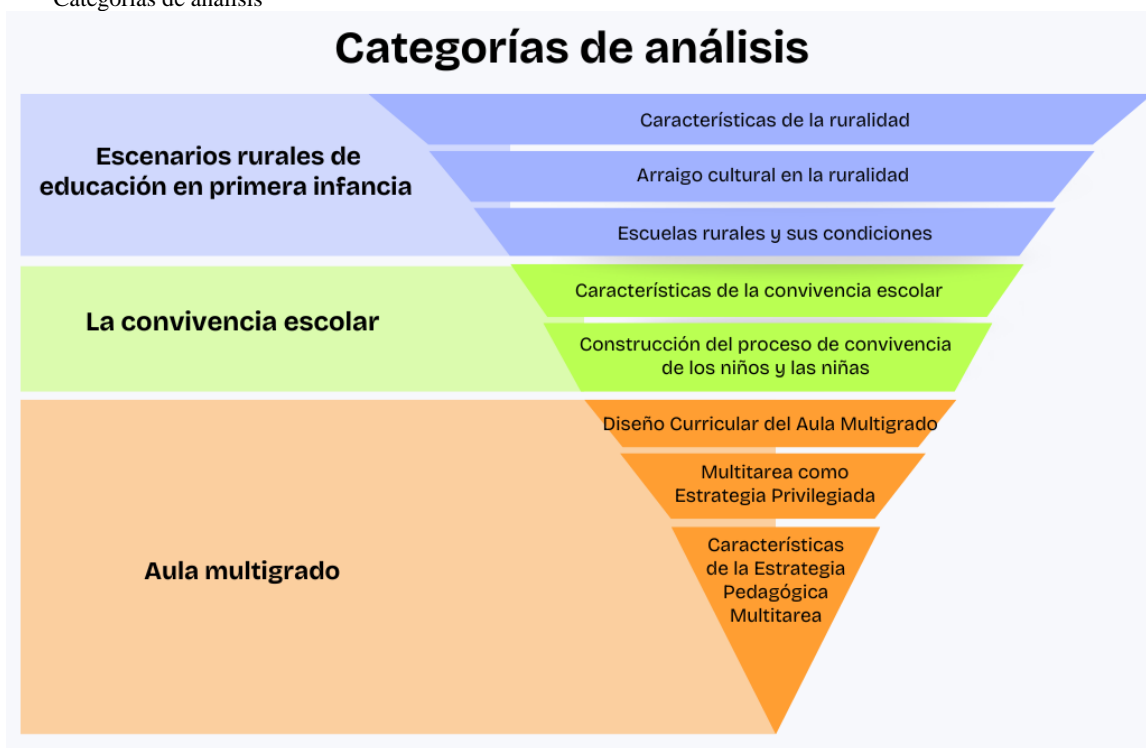 Categorías de análisis
Categorías de análisis
Escenarios rurales de
educación en primera infancia
Características de la ruralidad
Arraigo cultural en la ruralidad
Escuelas rurales y sus condiciones
La convivencia escolar
Características de la convivencia escolar
Construcción del proceso de convivencia
de los niños y las niñas
Aula multigrado
Diseño Curricular del Aula Multigrado
Multitarea como
Estrategia Privilegiada
Características
de la Estrategia
Pedagógica
Multitarea